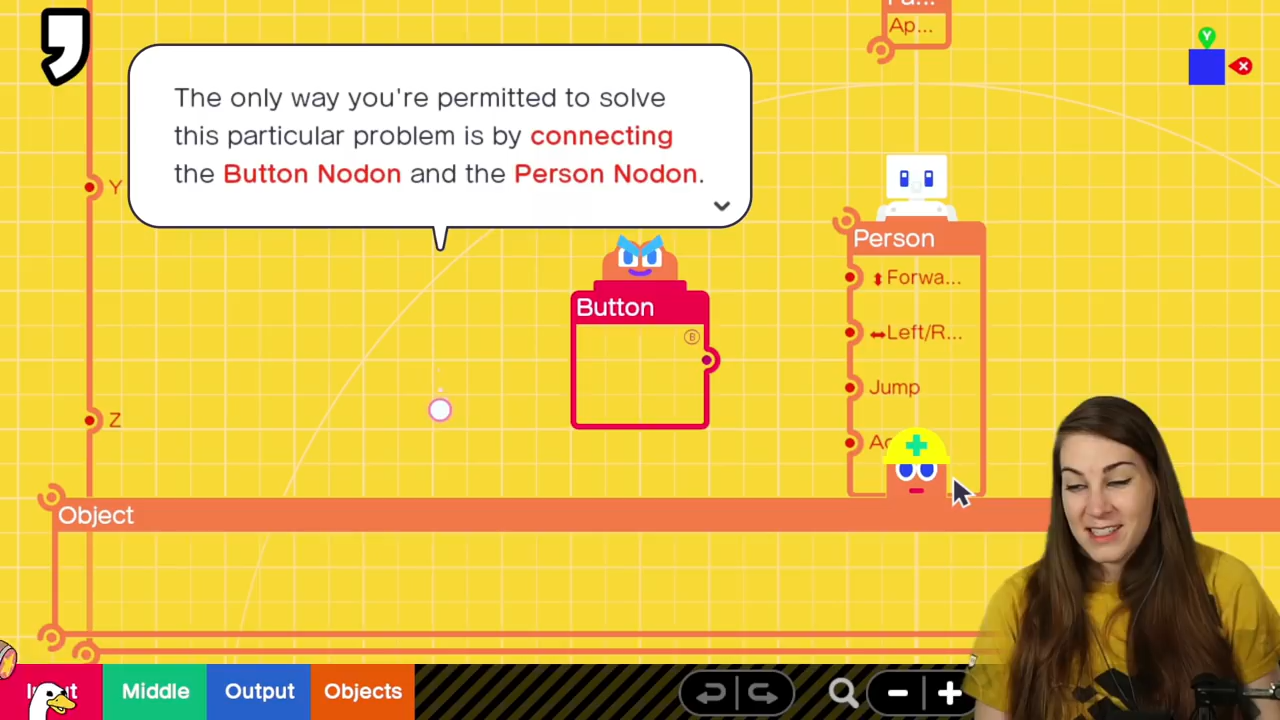 Ap...
The only way you're permitted to solve
this particular problem is by connecting
the Button Nodon and the Person Nodon.
Y
X
Y
Person
Forwa...
Button
B
Left/R...
Jump
Z
Object
Middle
Output
Objects